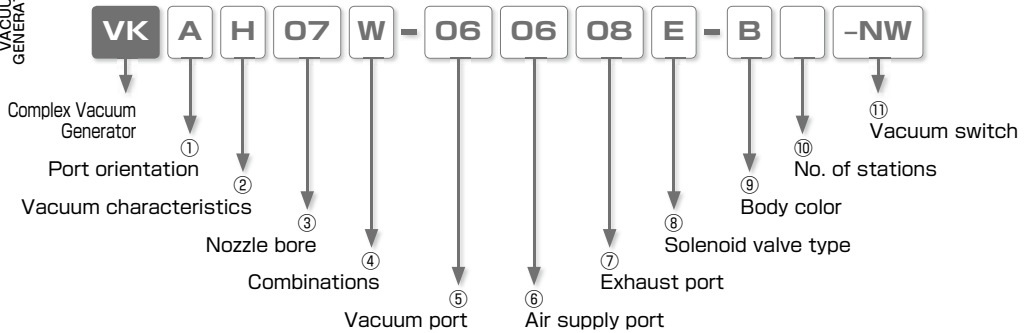 VACUUM
GENERAT
VK A H 07 W - 06 06 08 E - B -NW
Complex Vacuum
Generator
①
Port orientation
②
Vacuum characteristics
③
Nozzle bore
④
Combinations
⑤
Vacuum port
⑥
Air supply port
⑦
Exhaust port
⑧
Solenoid valve type
⑨
Body color
⑩
No. of stations
⑪
Vacuum switch